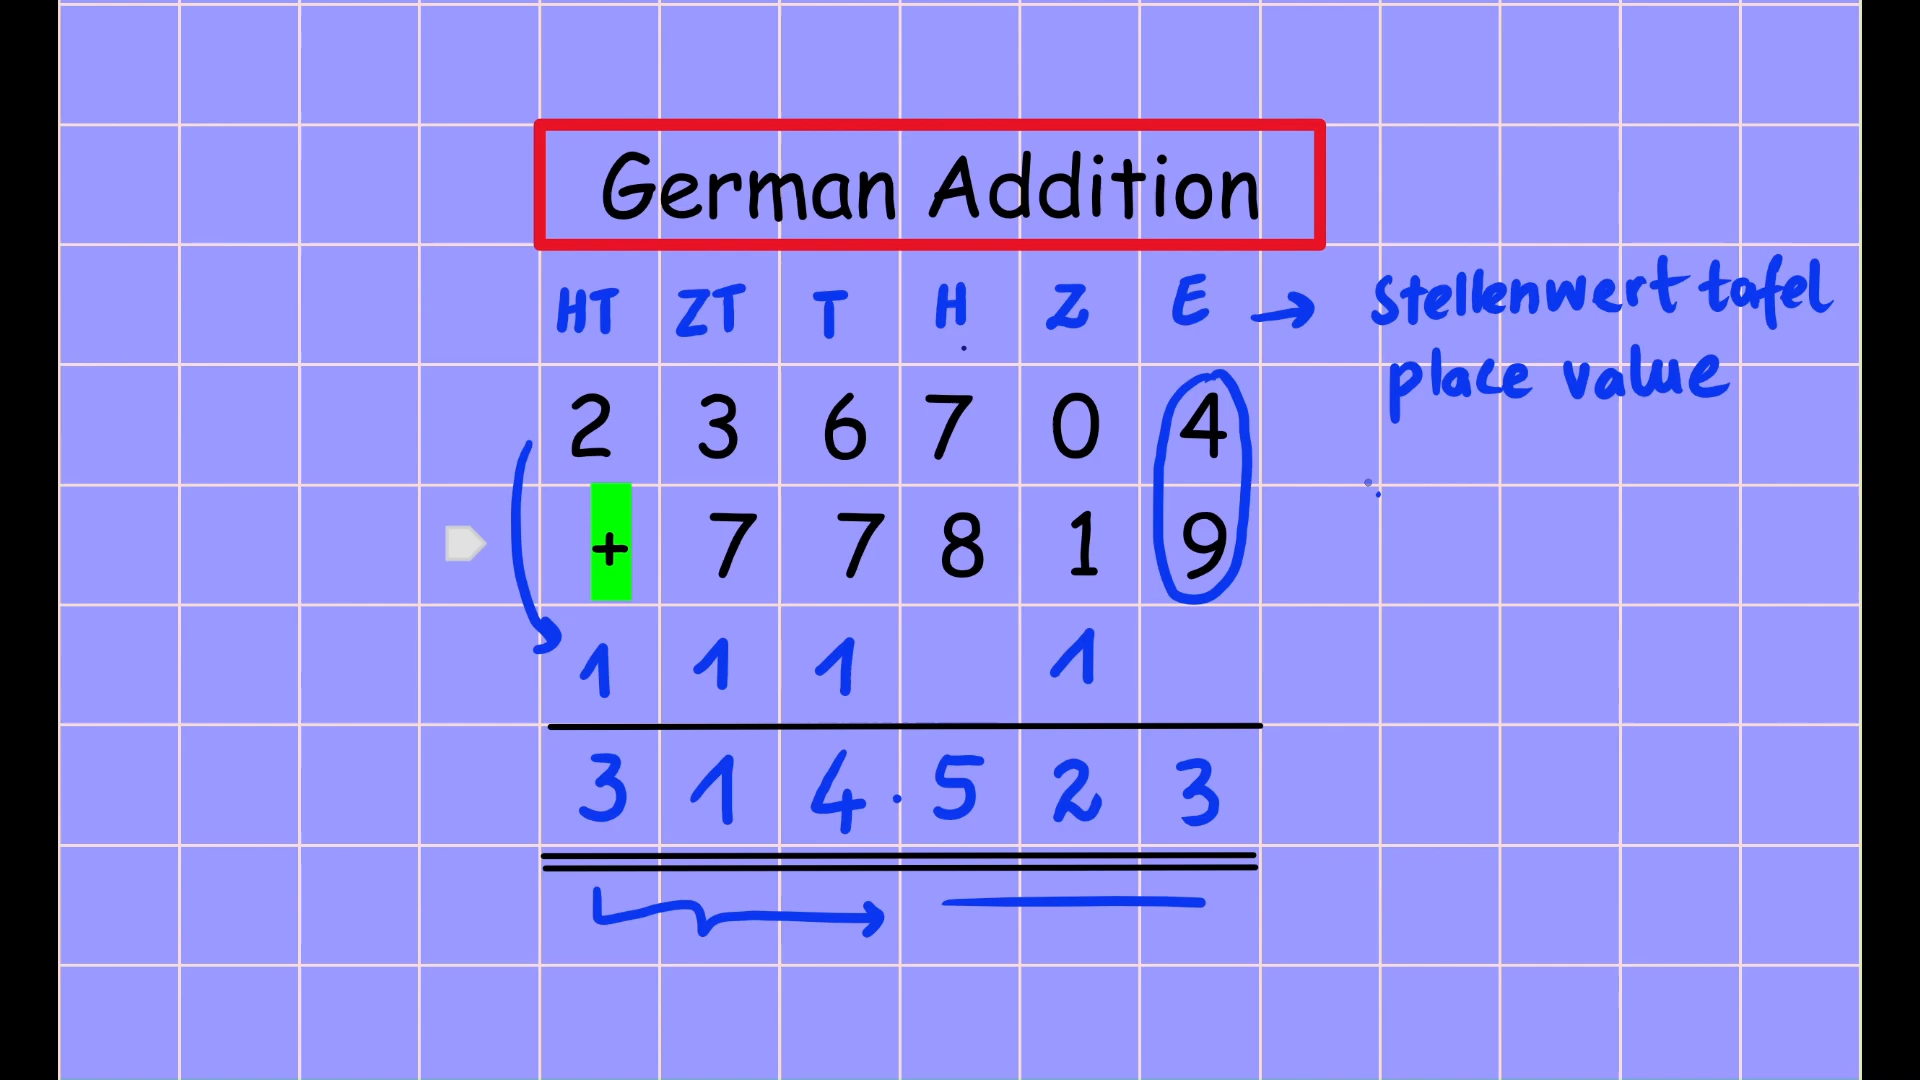 German Addition
HT ZT T H Z E → Stellenwerttafel
place value
2 3 6 7 0 4
+ 7 7 8 1 9
1 1 1 1
3 1 4 . 5 2 3